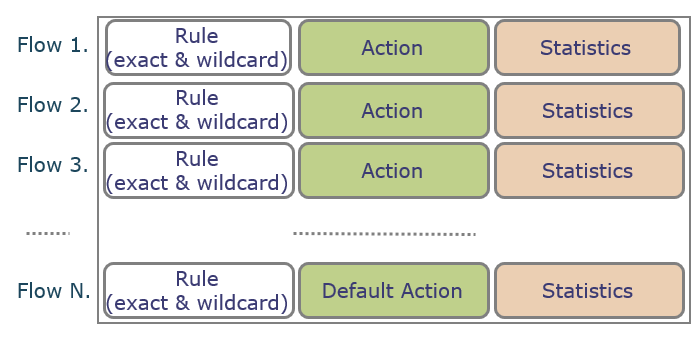 Flow 1.
Rule
(exact & wildcard)
Action
Statistics
Flow 2.
Rule
(exact & wildcard)
Action
Statistics
Flow 3.
Rule
(exact & wildcard)
Action
Statistics
Flow N.
Rule
(exact & wildcard)
Default Action
Statistics